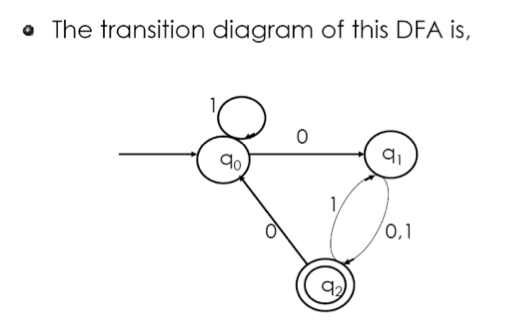 The transition diagram of this DFA is,
1
0
q0
q1
1
0
0,1
q2